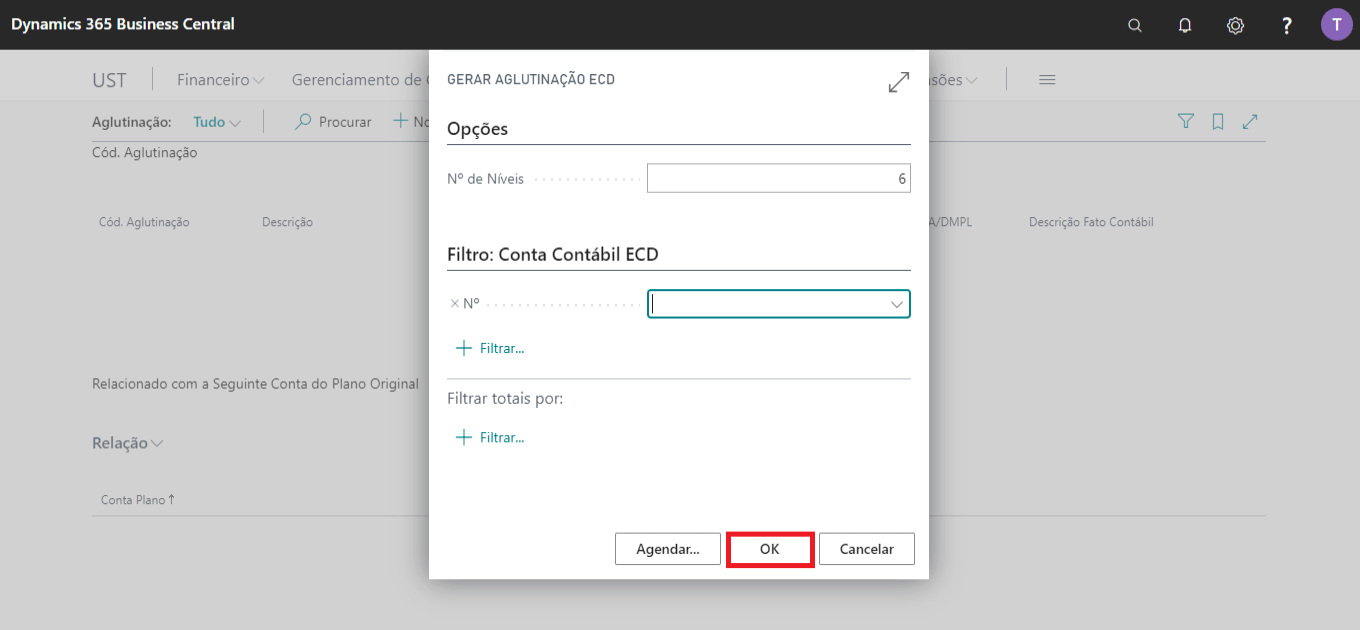 Dynamics 365 Business Central
?
T
UST Financeiro Gerenciamento de
sões
Aglutinação: Tudo Procurar + No
Cód. Aglutinação
Cód. Aglutinação Descrição A/DMPL Descrição Fato Contábil
Relacionado com a Seguinte Conta do Plano Original
Relação
Conta Plano ↑
GERAR AGLUTINAÇÃO ECD
Opções
Nº de Níveis 6
Filtro: Conta Contábil ECD
× Nº
+ Filtrar...
Filtrar totais por:
+ Filtrar...
Agendar... OK Cancelar